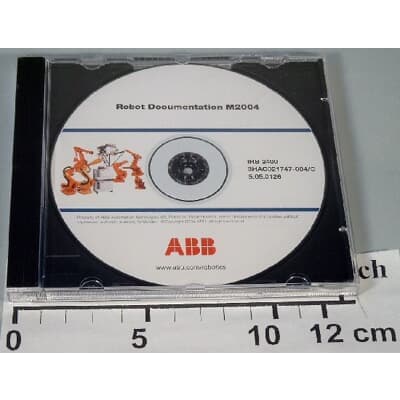 Robot Documentation M2004
IRB 2400
3HAC021747-004/C
5.05.0126
ABB
www.abb.com/robotics
ch
0 5 10 12 cm